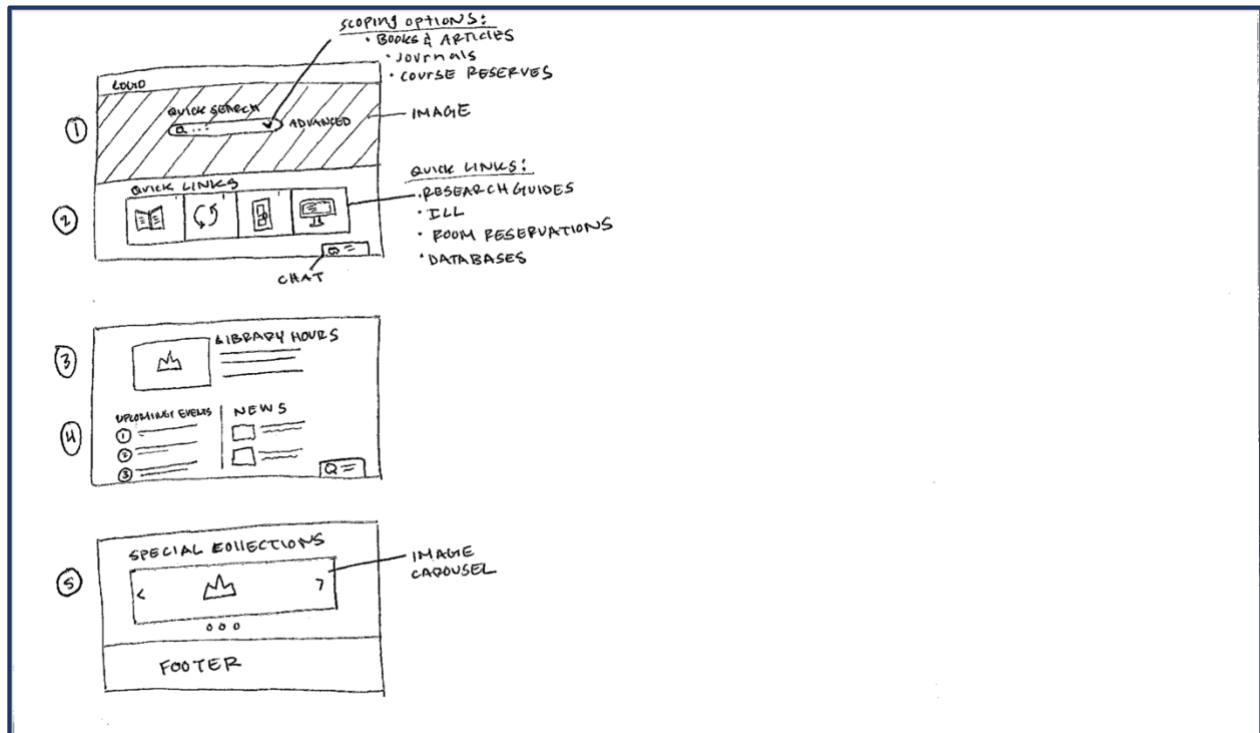 SCOPING OPTIONS:
• BOOKS & ARTICLES
• JOURNALS
• COURSE RESERVES
LOGO
QUICK SEARCH
① ... ADVANCED
IMAGE
QUICK LINKS
QUICK LINKS:
• RESEARCH GUIDES
② • ILL
• ROOM RESERVATIONS
• DATABASES
CHAT
LIBRARY HOURS
③
UPCOMING EVENTS
NEWS
④
①
②
③
SPECIAL COLLECTIONS
IMAGE
CAROUSEL
⑤ < >
FOOTER